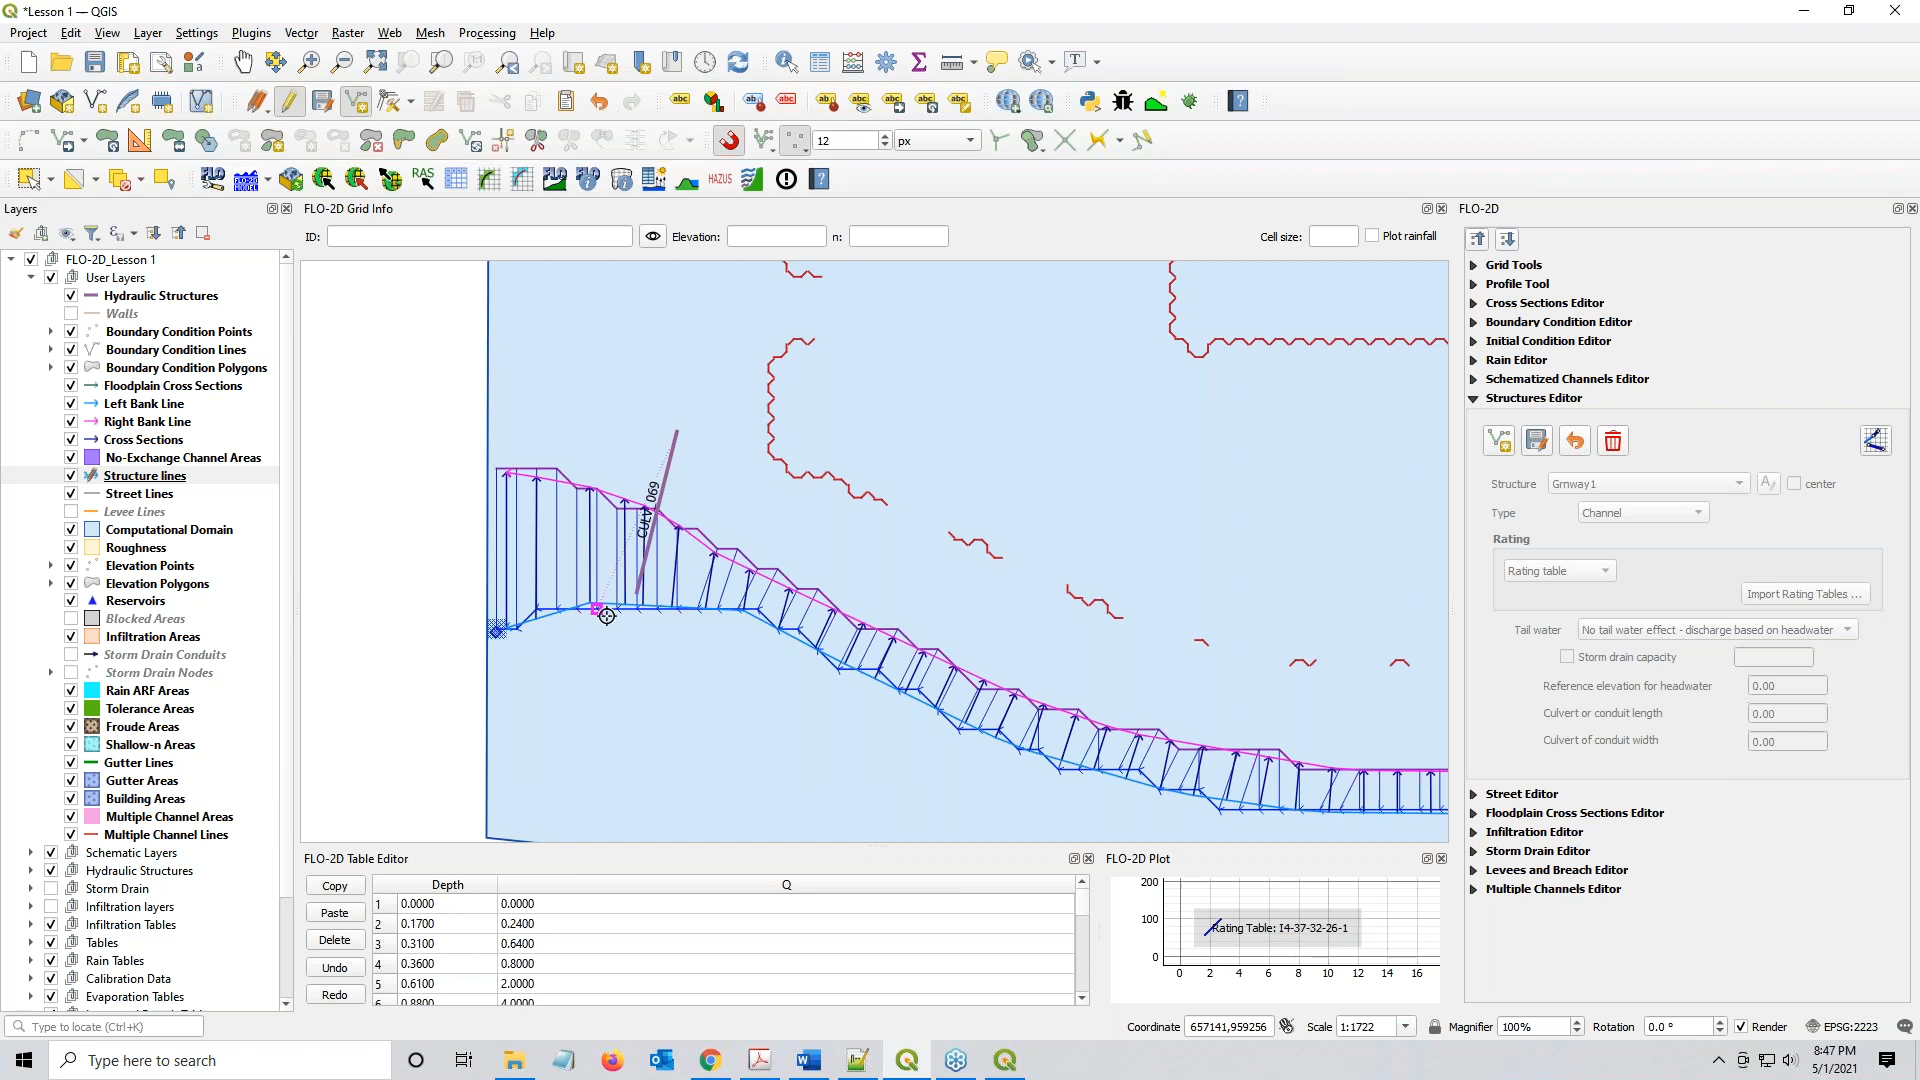 *Lesson 1 — QGIS
Project Edit View Layer Settings Plugins Vector Raster Web Mesh Processing Help
12 px
FLO-2D Grid Info
ID: Elevation: n: Cell size: Plot rainfall
Layers
FLO-2D_Lesson 1
User Layers
Hydraulic Structures
Walls
Boundary Condition Points
Boundary Condition Lines
Boundary Condition Polygons
Floodplain Cross Sections
Left Bank Line
Right Bank Line
Cross Sections
No-Exchange Channel Areas
Structure lines
Street Lines
Levee Lines
Computational Domain
Roughness
Elevation Points
Elevation Polygons
Reservoirs
Blocked Areas
Infiltration Areas
Storm Drain Conduits
Storm Drain Nodes
Rain ARF Areas
Tolerance Areas
Froude Areas
Shallow-n Areas
Gutter Lines
Gutter Areas
Building Areas
Multiple Channel Areas
Multiple Channel Lines
Schematic Layers
Hydraulic Structures
Storm Drain
Infiltration layers
Infiltration Tables
Tables
Rain Tables
Calibration Data
Evaporation Tables
FLO-2D Table Editor
Copy
Paste
Delete
Undo
Redo
Depth Q
1 0.0000 0.0000
2 0.1700 0.2400
3 0.3100 0.6400
4 0.3600 0.8000
5 0.6100 2.0000
6 0.8800 4.0000
FLO-2D Plot
200
100
0
Rating Table: I4-37-32-26-1
0 2 4 6 8 10 12 14 16
FLO-2D
Grid Tools
Profile Tool
Cross Sections Editor
Boundary Condition Editor
Initial Condition Editor
Rain Editor
Schematized Channels Editor
Structures Editor
Structure Grnway1 center
Type Channel
Rating
Rating table
Import Rating Tables ...
Tail water No tail water effect - discharge based on headwater
Storm drain capacity
Reference elevation for headwater 0.00
Culvert or conduit length 0.00
Culvert of conduit width 0.00
Street Editor
Floodplain Cross Sections Editor
Infiltration Editor
Storm Drain Editor
Levees and Breach Editor
Multiple Channels Editor
Type to locate (Ctrl+K)
Coordinate 657141,959256 Scale 1:1722 Magnifier 100% Rotation 0.0 ° Render EPSG:2223
Type here to search
8:47 PM
5/1/2021